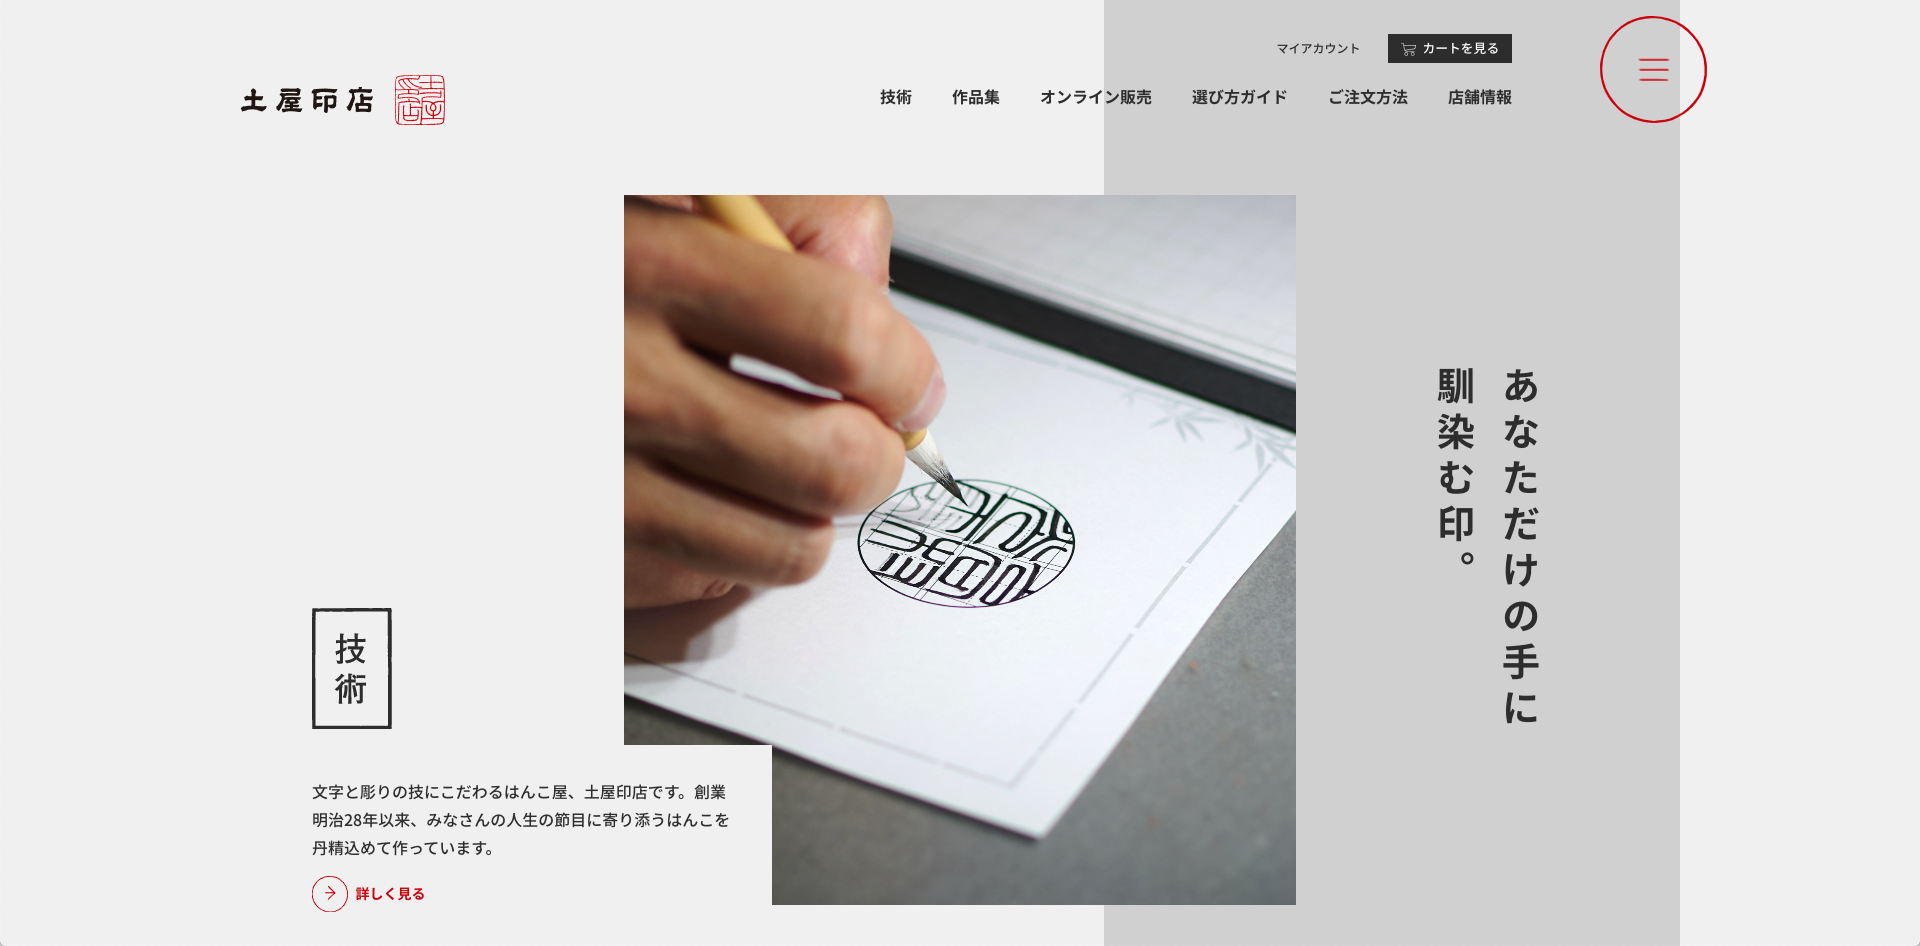 土屋印店
マイアカウント
カートを見る
技術
作品集
オンライン販売
選び方ガイド
ご注文方法
店舗情報
あなただけの手に
馴染む印。
技術
文字と彫りの技にこだわるはんこ屋、土屋印店です。創業
明治28年以来、みなさんの人生の節目に寄り添うはんこを
丹精込めて作っています。
詳しく見る